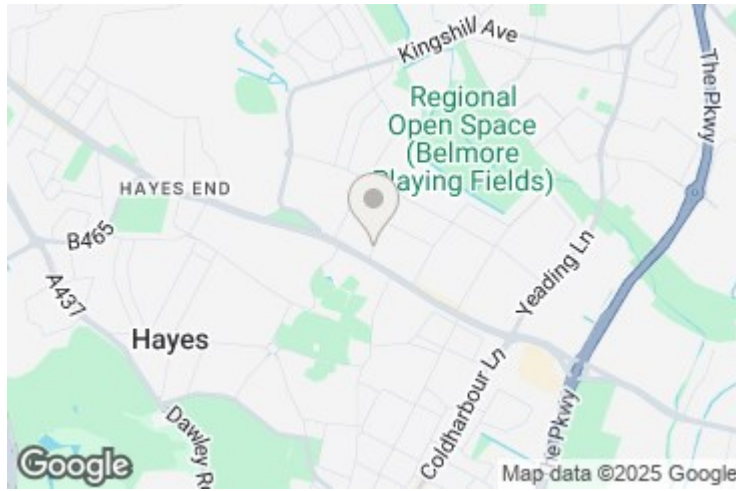 Kingshill Ave
The Pkwy
Regional
Open Space
(Belmore
Playing Fields)
HAYES END
B465
A437
Yeading Ln
Hayes
Coldharbour Ln
Dawley
The Pkwy
Google
Map data ©2025 Google